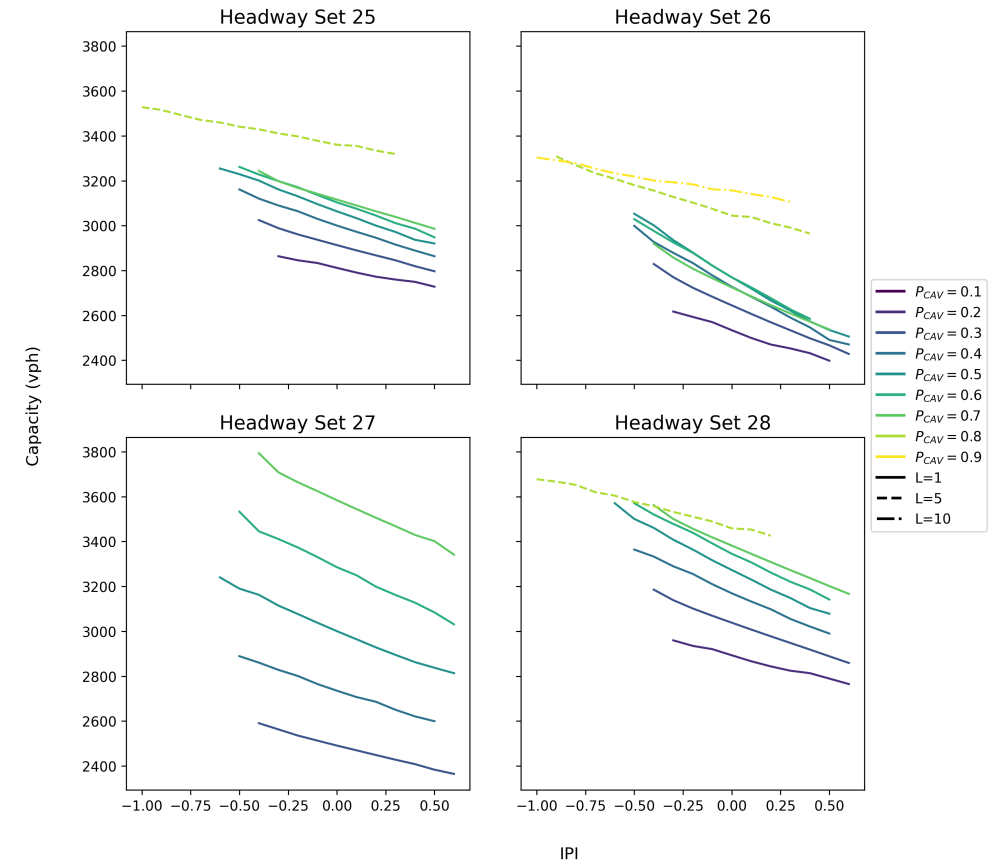 Headway Set 25
Headway Set 26
3800
3600
3400
3200
3000
2800
2600
2400
Capacity (vph)
P_CAV = 0.1
P_CAV = 0.2
P_CAV = 0.3
P_CAV = 0.4
P_CAV = 0.5
P_CAV = 0.6
P_CAV = 0.7
P_CAV = 0.8
P_CAV = 0.9
L=1
L=5
L=10
Headway Set 27
Headway Set 28
3800
3600
3400
3200
3000
2800
2600
2400
−1.00 −0.75 −0.50 −0.25 0.00 0.25 0.50
−1.00 −0.75 −0.50 −0.25 0.00 0.25 0.50
IPI